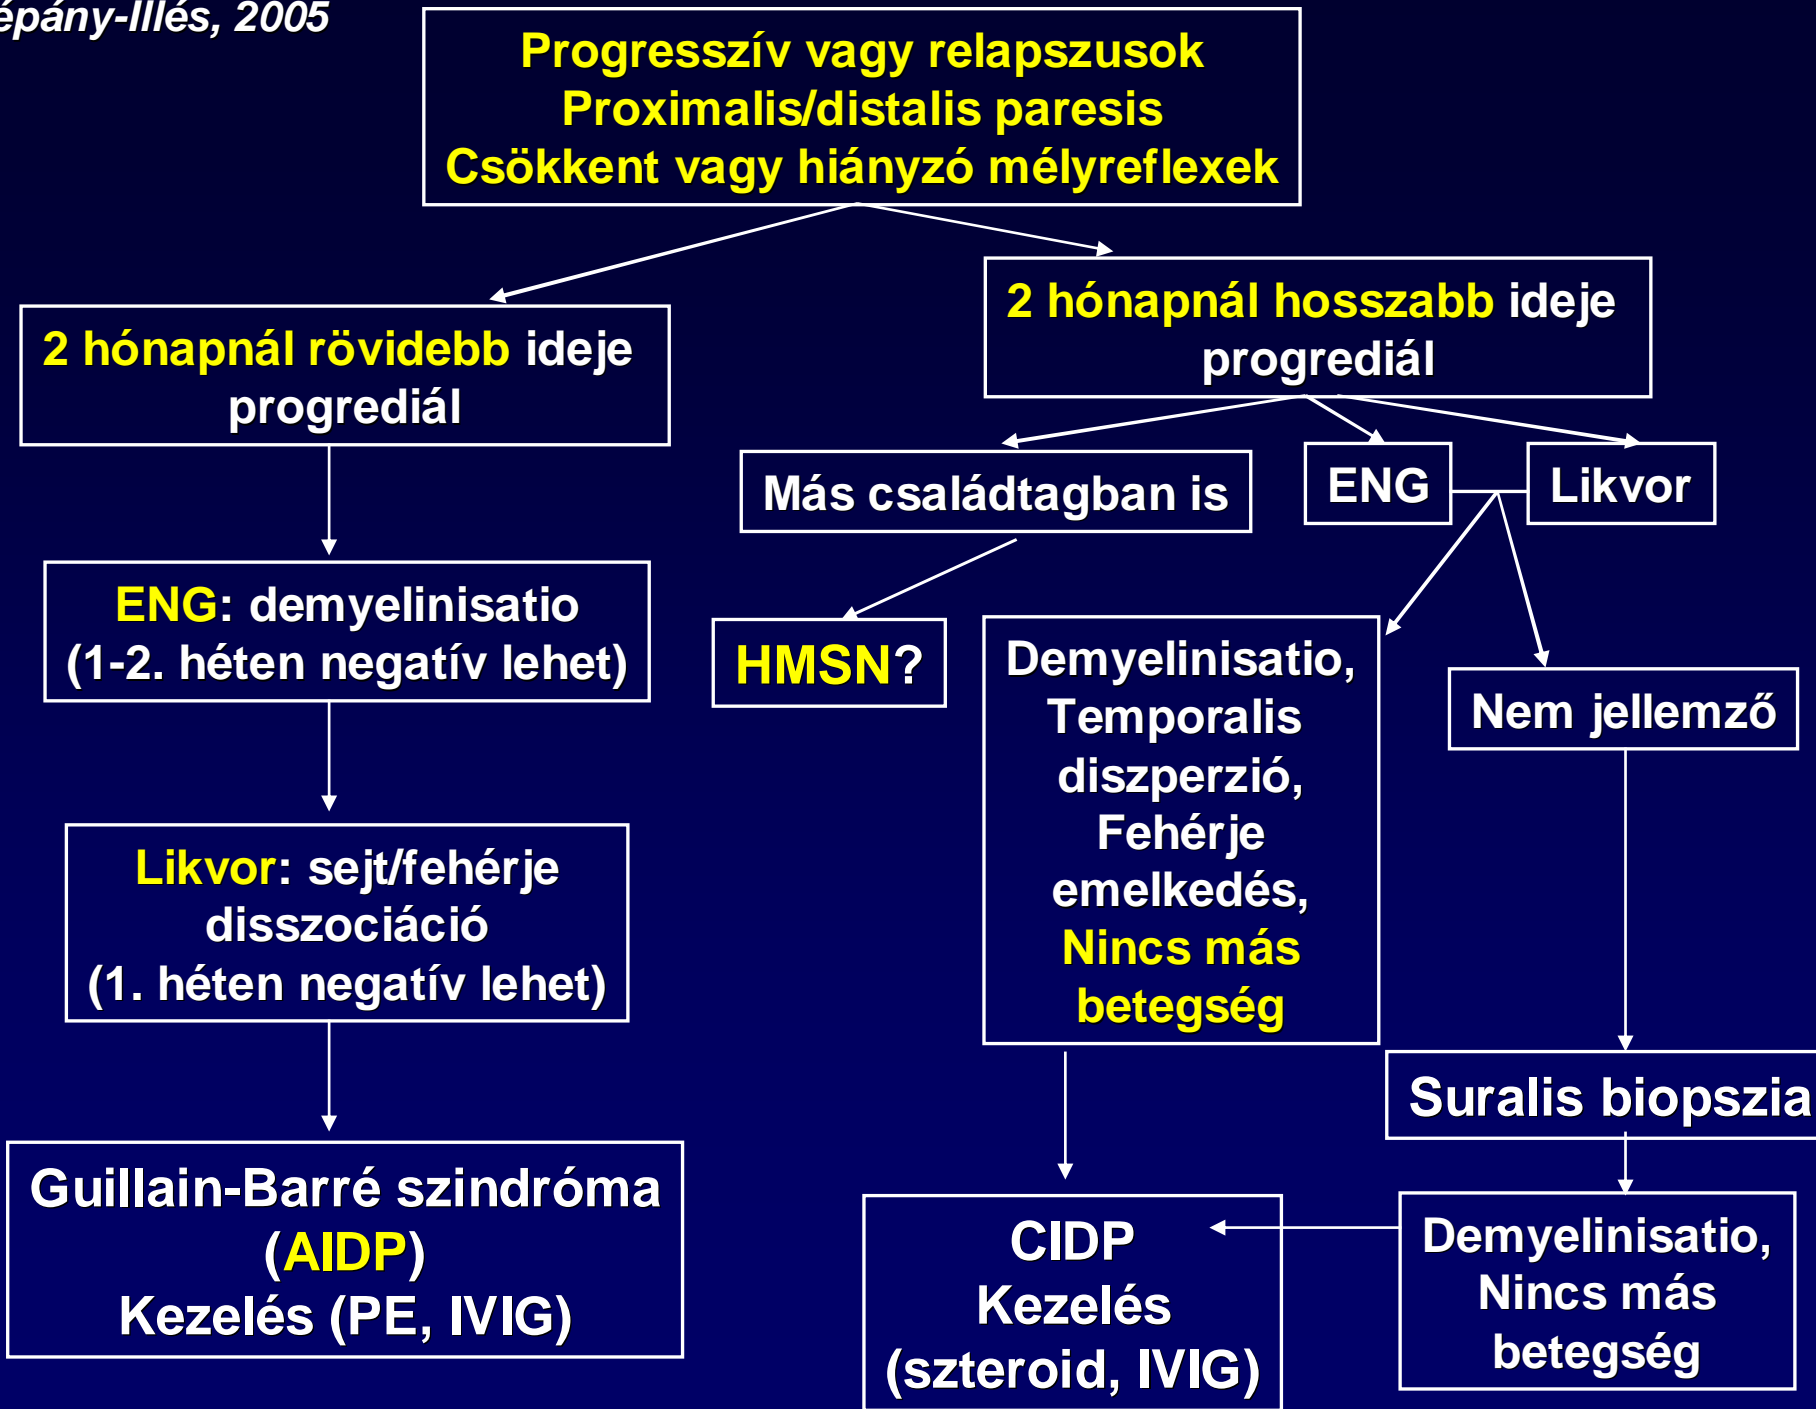 épány-Illés, 2005
Progresszív vagy relapszusok
Proximalis/distalis paresis
Csökkent vagy hiányzó mélyreflexek
2 hónapnál rövidebb ideje
progrediál
2 hónapnál hosszabb ideje
progrediál
Más családtagban is
ENG
Likvor
ENG: demyelinisatio
(1-2. héten negatív lehet)
HMSN?
Demyelinisatio,
Temporalis
diszperzió,
Fehérje
emelkedés,
Nincs más
betegség
Nem jellemző
Likvor: sejt/fehérje
disszociáció
(1. héten negatív lehet)
Suralis biopszia
Guillain-Barré szindróma
(AIDP)
Kezelés (PE, IVIG)
CIDP
Kezelés
(szteroid, IVIG)
Demyelinisatio,
Nincs más
betegség